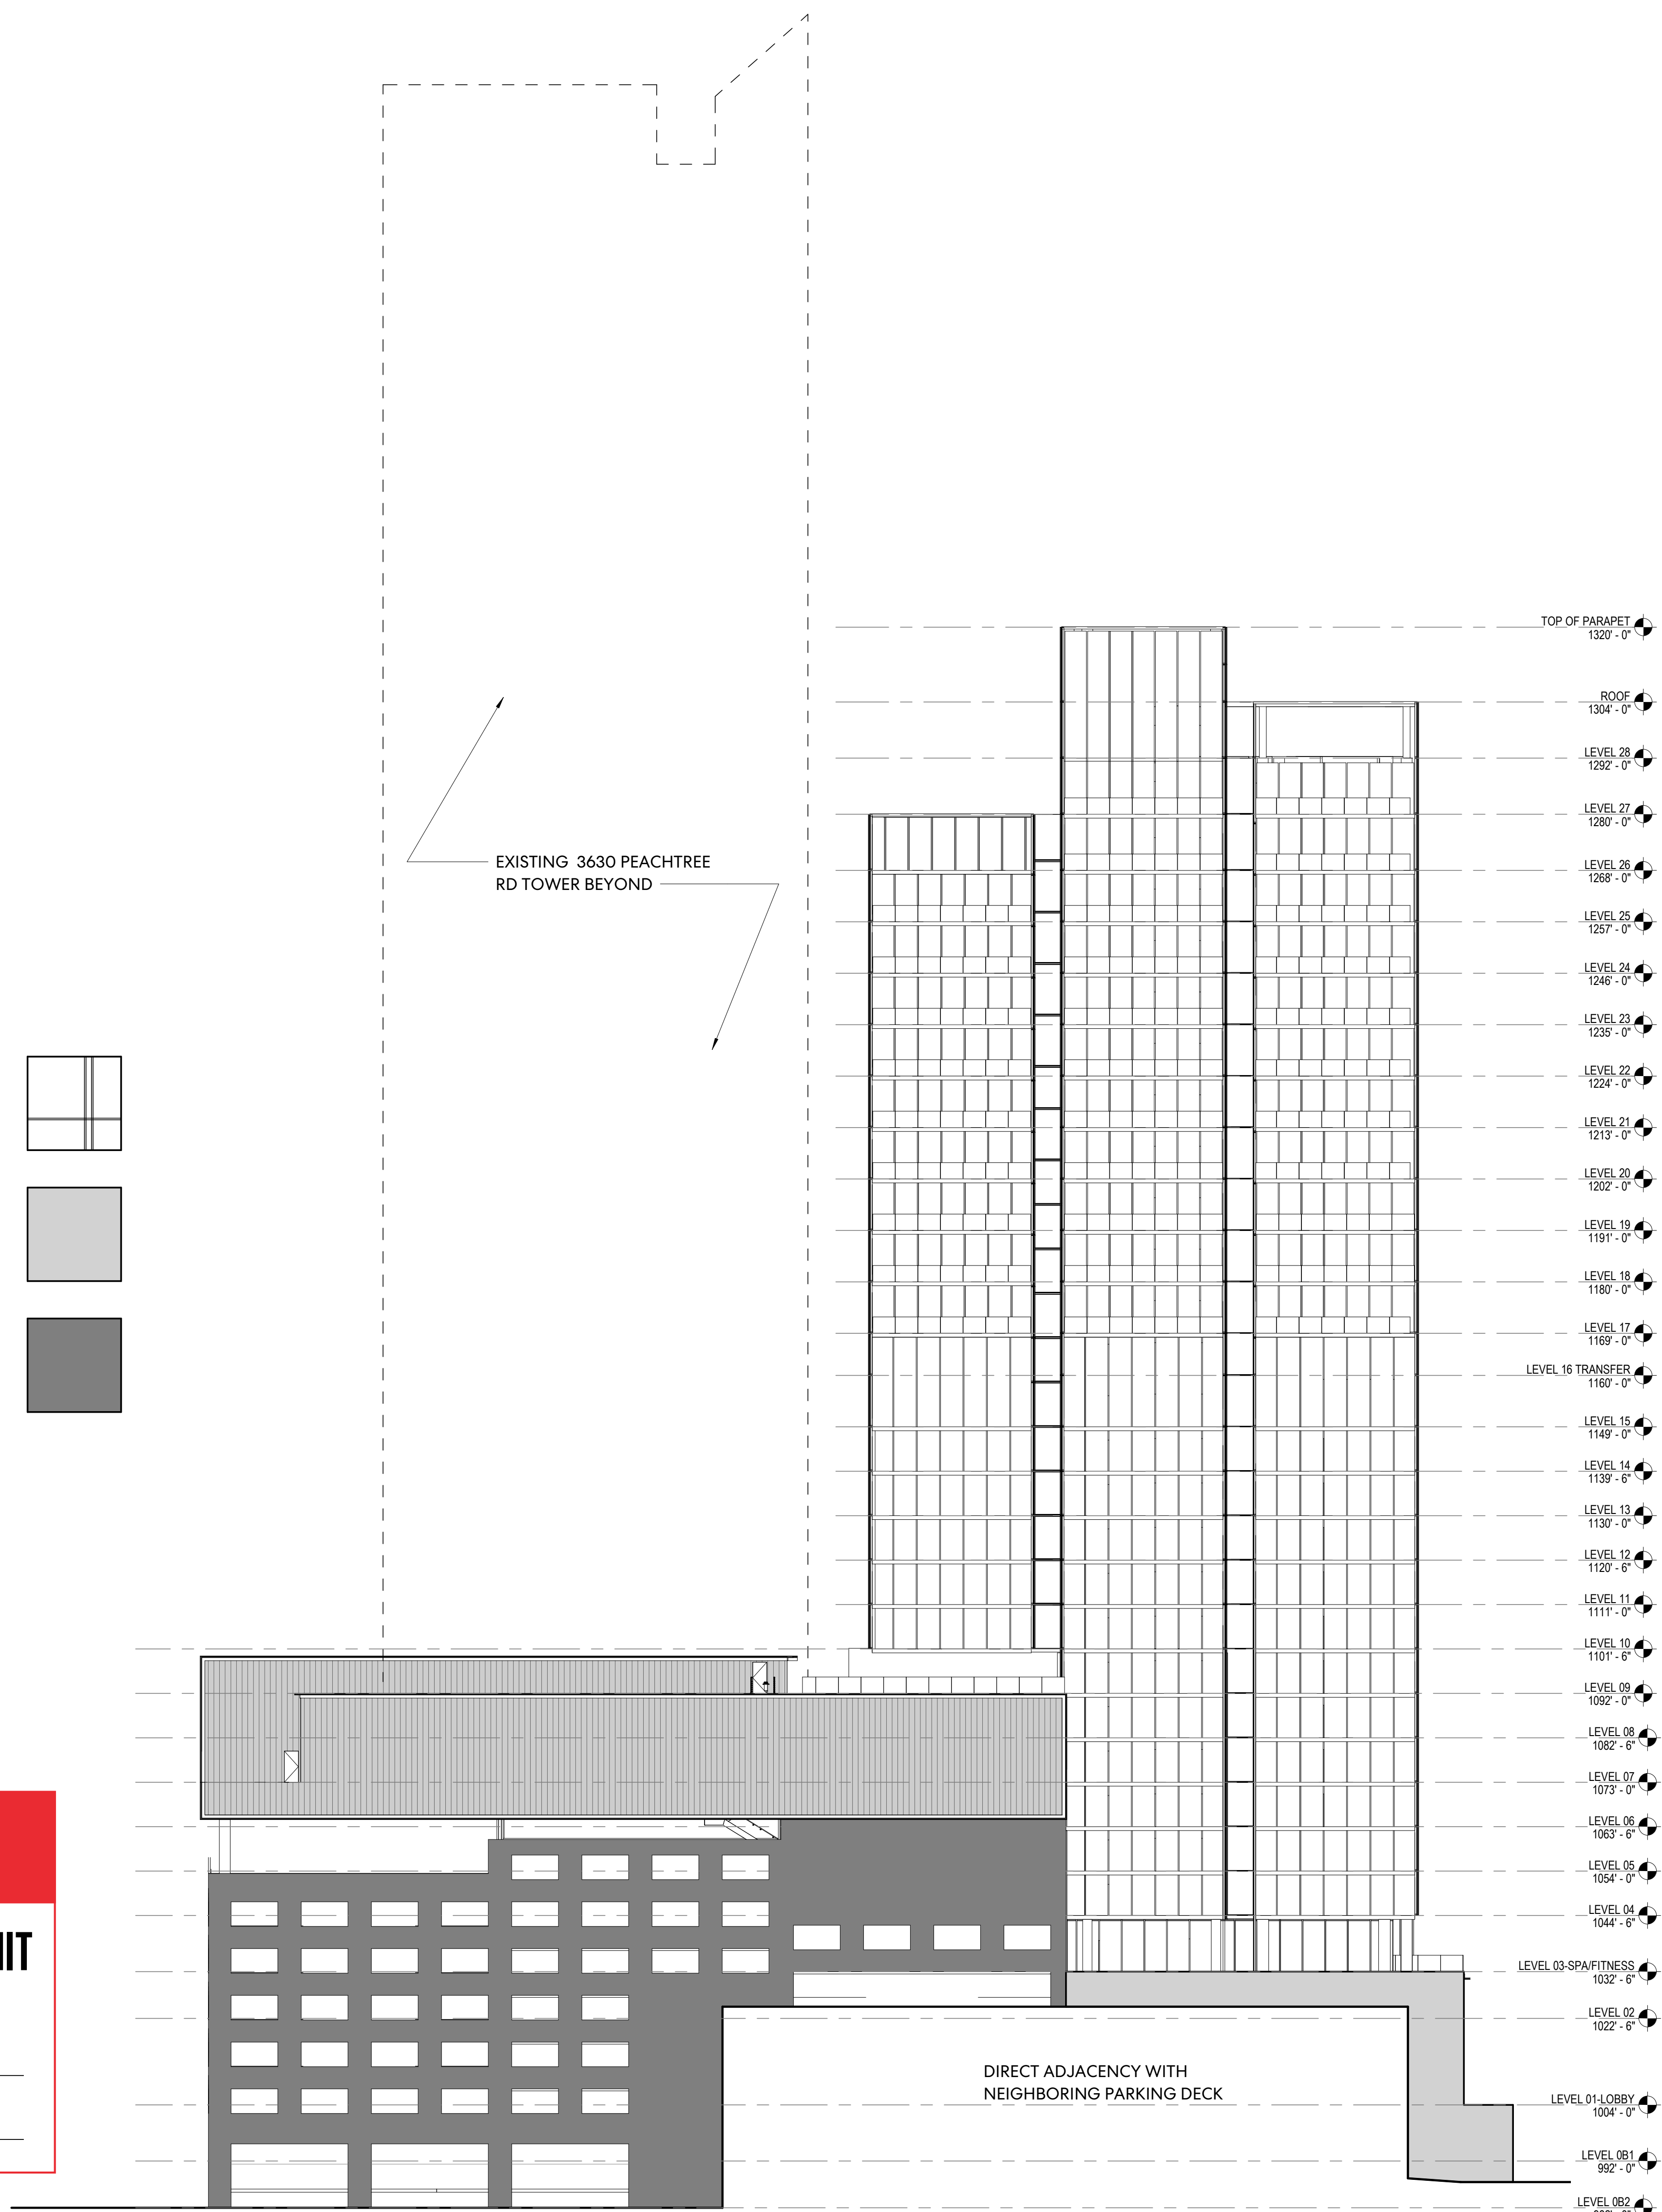 TOP OF PARAPET
1320' - 0"
ROOF
1304' - 0"
LEVEL 28
1292' - 0"
LEVEL 27
1280' - 0"
EXISTING 3630 PEACHTREE
RD TOWER BEYOND
LEVEL 26
1268' - 0"
LEVEL 25
1257' - 0"
LEVEL 24
1246' - 0"
LEVEL 23
1235' - 0"
LEVEL 22
1224' - 0"
LEVEL 21
1213' - 0"
LEVEL 20
1202' - 0"
LEVEL 19
1191' - 0"
LEVEL 18
1180' - 0"
LEVEL 17
1169' - 0"
LEVEL 16 TRANSFER
1160' - 0"
LEVEL 15
1149' - 0"
LEVEL 14
1139' - 6"
LEVEL 13
1130' - 0"
LEVEL 12
1120' - 6"
LEVEL 11
1111' - 0"
LEVEL 10
1101' - 6"
LEVEL 09
1092' - 0"
LEVEL 08
1082' - 6"
LEVEL 07
1073' - 0"
LEVEL 06
1063' - 6"
LEVEL 05
1054' - 0"
LEVEL 04
1044' - 6"
LEVEL 03-SPA/FITNESS
1032' - 6"
LEVEL 02
1022' - 6"
DIRECT ADJACENCY WITH
NEIGHBORING PARKING DECK
LEVEL 01-LOBBY
1004' - 0"
LEVEL 0B1
992' - 0"
LEVEL 0B2